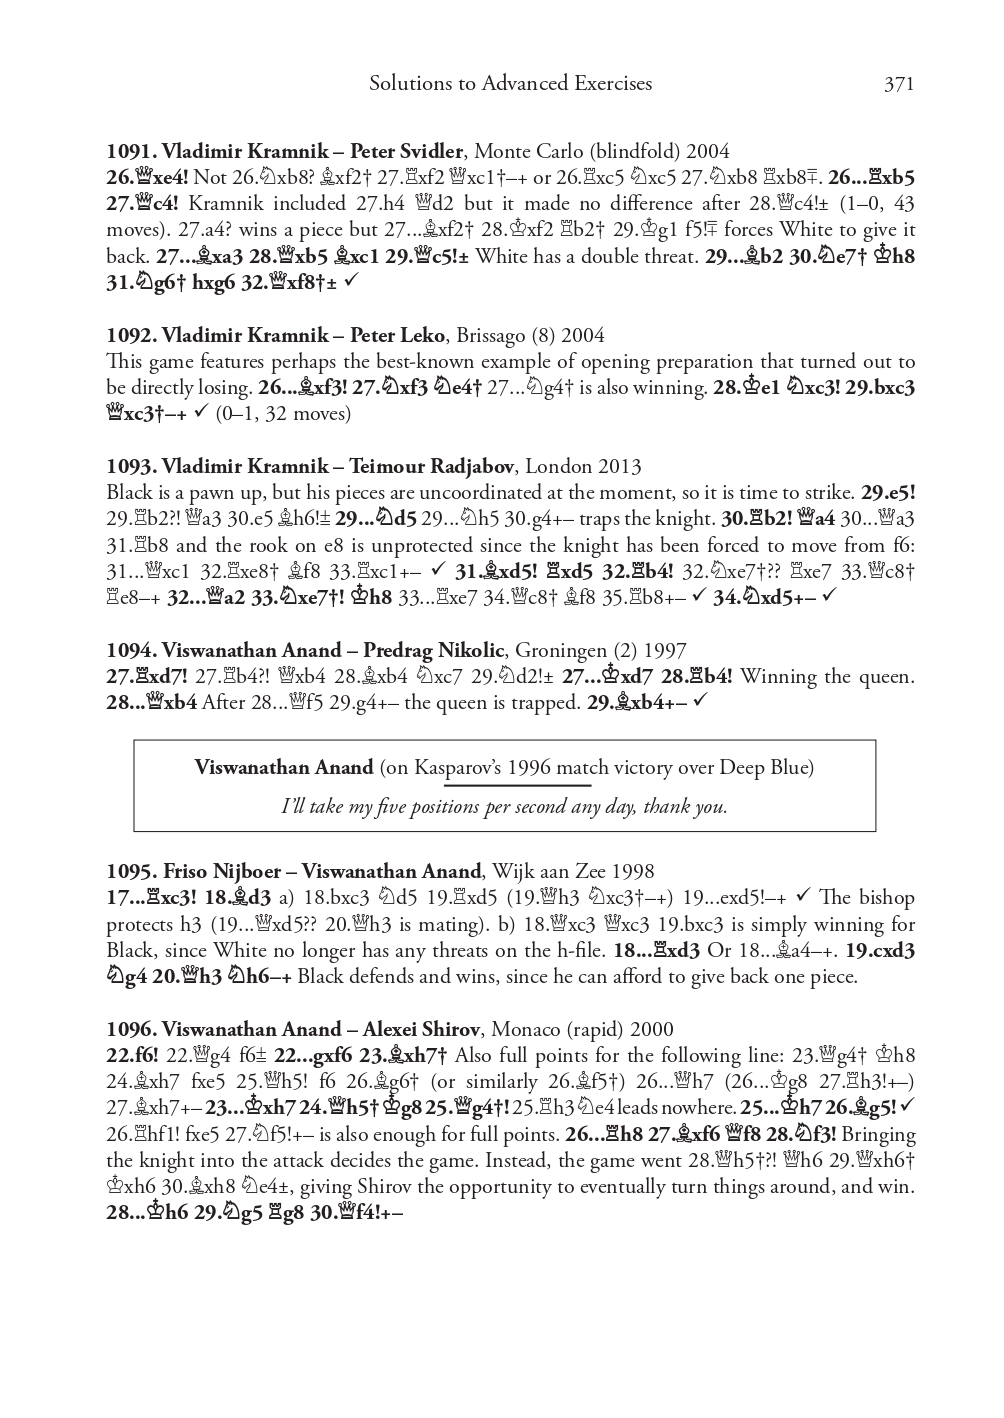 Solutions to Advanced Exercises 371
1091. Vladimir Kramnik – Peter Svidler, Monte Carlo (blindfold) 2004
26.♕xe4! Not 26.♘xb8? ♗xf2† 27.♖xf2 ♕xc1†–+ or 26.♖xc5 ♘xc5 27.♘xb8 ♖xb8∓. 26...♖xb5
27.♕c4! Kramnik included 27.h4 ♕d2 but it made no difference after 28.♕c4!± (1–0, 43
moves). 27.a4? wins a piece but 27...♗xf2† 28.♔xf2 ♖b2† 29.♔g1 f5!⩱ forces White to give it
back. 27...♗xa3 28.♕xb5 ♗xc1 29.♕c5!± White has a double threat. 29...♗b2 30.♘e7† ♔h8
31.♘g6† hxg6 32.♕xf8†± ✓
1092. Vladimir Kramnik – Peter Leko, Brissago (8) 2004
This game features perhaps the best-known example of opening preparation that turned out to
be directly losing. 26...♗xf3! 27.♘xf3 ♘e4† 27...♘g4† is also winning. 28.♔e1 ♘xc3! 29.bxc3
♕xc3†–+ ✓ (0–1, 32 moves)
1093. Vladimir Kramnik – Teimour Radjabov, London 2013
Black is a pawn up, but his pieces are uncoordinated at the moment, so it is time to strike. 29.e5!
29.♖b2?! ♕a3 30.e5 ♗h6!⩲ 29...♘d5 29...♘h5 30.g4+– traps the knight. 30.♖b2! ♕a4 30...♕a3
31.♖b8 and the rook on e8 is unprotected since the knight has been forced to move from f6:
31...♕xc1 32.♖xe8† ♗f8 33.♖xc1+– ✓ 31.♗xd5! ♖xd5 32.♖b4! 32.♘xe7†?? ♖xe7 33.♕c8†
♖e8–+ 32...♕a2 33.♘xe7†! ♔h8 33...♖xe7 34.♕c8† ♗f8 35.♖b8+– ✓ 34.♘xd5+– ✓
1094. Viswanathan Anand – Predrag Nikolic, Groningen (2) 1997
27.♖xd7! 27.♖b4?! ♕xb4 28.♗xb4 ♘xc7 29.♘d2!± 27...♔xd7 28.♖b4! Winning the queen.
28...♕xb4 After 28...♕f5 29.g4+– the queen is trapped. 29.♗xb4+– ✓
Viswanathan Anand (on Kasparov’s 1996 match victory over Deep Blue)
I’ll take my five positions per second any day, thank you.
1095. Friso Nijboer – Viswanathan Anand, Wijk aan Zee 1998
17...♖xc3! 18.♗d3 a) 18.bxc3 ♘d5 19.♖xd5 (19.♕h3 ♘xc3†–+) 19...exd5!–+ ✓ The bishop
protects h3 (19...♕xd5?? 20.♕h3 is mating). b) 18.♕xc3 ♕xc3 19.bxc3 is simply winning for
Black, since White no longer has any threats on the h-file. 18...♖xd3 Or 18...♗a4–+. 19.cxd3
♘g4 20.♕h3 ♘h6–+ Black defends and wins, since he can afford to give back one piece.
1096. Viswanathan Anand – Alexei Shirov, Monaco (rapid) 2000
22.f6! 22.♕g4 f6⩲ 22...gxf6 23.♗xh7† Also full points for the following line: 23.♕g4† ♔h8
24.♗xh7 fxe5 25.♕h5! f6 26.♗g6† (or similarly 26.♗f5†) 26...♕h7 (26...♔g8 27.♖h3!+–)
27.♗xh7+– 23...♔xh7 24.♕h5† ♔g8 25.♕g4†! 25.♖h3 ♘e4 leads nowhere. 25...♔h7 26.♗g5! ✓
26.♖hf1! fxe5 27.♘f5!+– is also enough for full points. 26...♖h8 27.♗xf6 ♕f8 28.♘f3! Bringing
the knight into the attack decides the game. Instead, the game went 28.♕h5†?! ♕h6 29.♕xh6†
♔xh6 30.♗xh8 ♘e4±, giving Shirov the opportunity to eventually turn things around, and win.
28...♔h6 29.♘g5 ♖g8 30.♕f4!+–